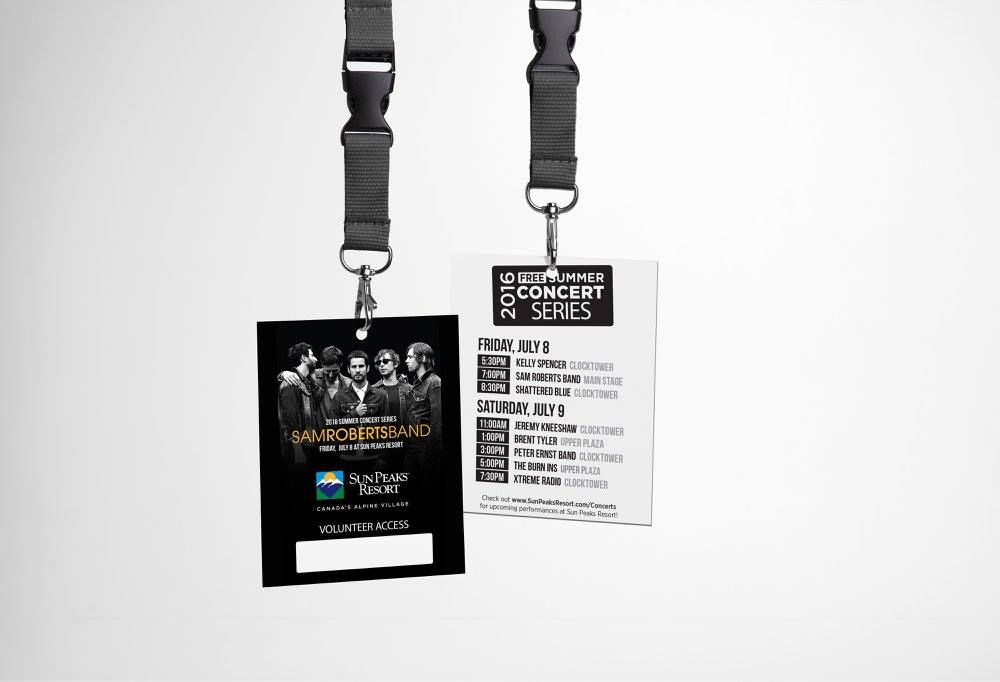 2016 SUMMER CONCERT SERIES
SAMROBERTSBAND
FRIDAY, JULY 8 AT SUN PEAKS RESORT
SUN PEAKS
RESORT
CANADA'S ALPINE VILLAGE
VOLUNTEER ACCESS
2016
FREE SUMMER
CONCERT
SERIES
FRIDAY, JULY 8
5:30PM KELLY SPENCER CLOCKTOWER
7:00PM SAM ROBERTS BAND MAIN STAGE
8:30PM SHATTERED BLUE CLOCKTOWER
SATURDAY, JULY 9
11:00AM JEREMY KNEESHAW CLOCKTOWER
1:00PM BRENT TYLER UPPER PLAZA
3:00PM PETER ERNST BAND CLOCKTOWER
5:00PM THE BURN INS UPPER PLAZA
7:30PM XTREME RADIO CLOCKTOWER
Check out www.SunPeaksResort.com/Concerts
for upcoming performances at Sun Peaks Resort!